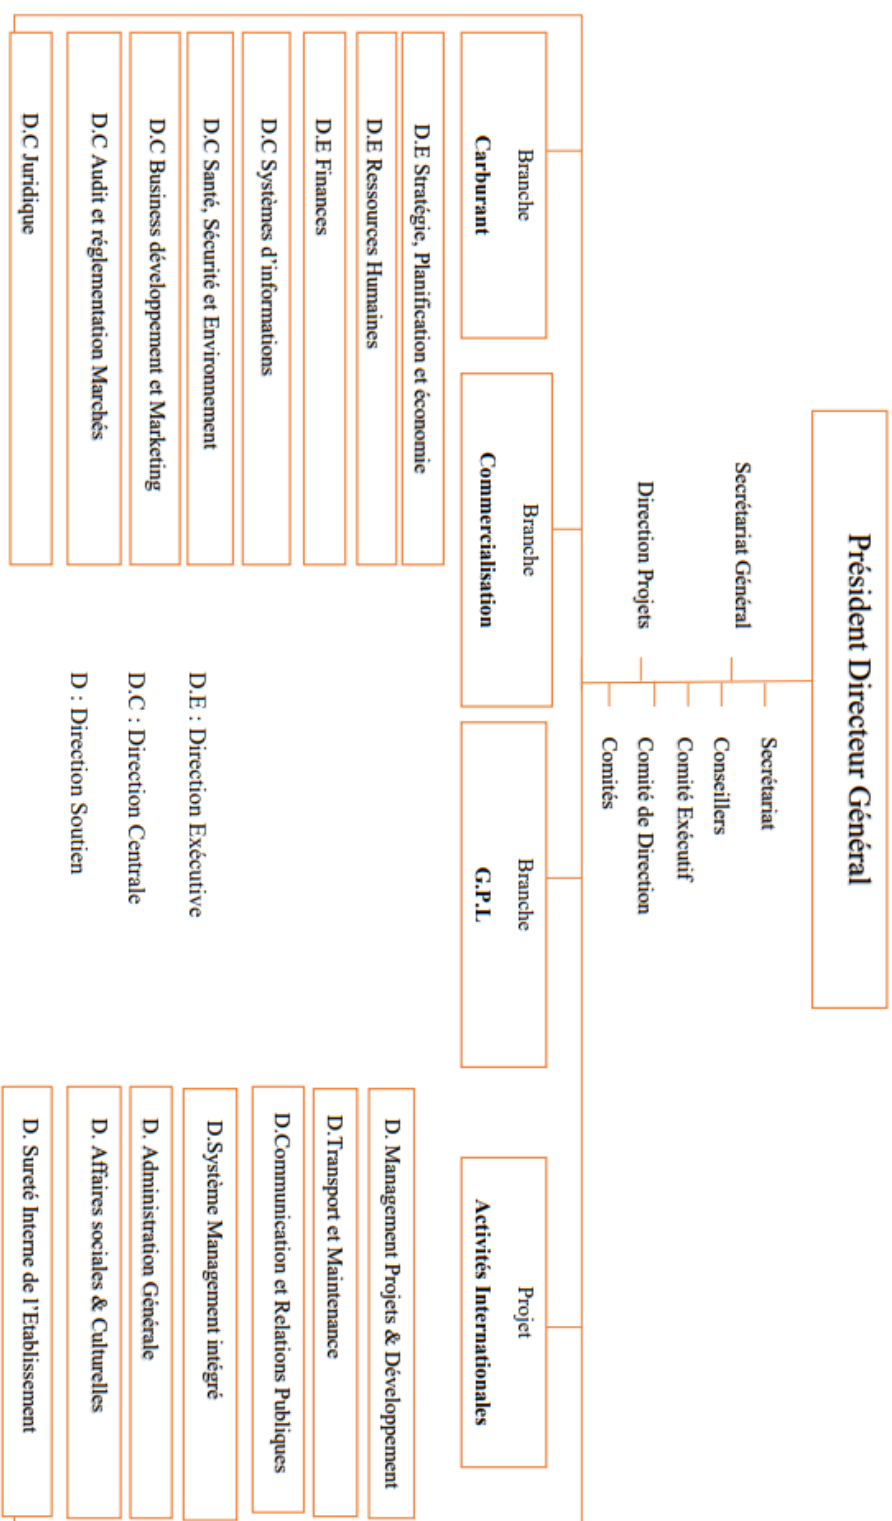 Président Directeur Général
Secrétariat
Secrétariat Général
Conseillers
Comité Exécutif
Direction Projets
Comité de Direction
Comités
Branche
Carburant
Branche
Commercialisation
Branche
G.P.L
Projet
Activités Internationales
D.E Stratégie, Planification et économie
D.E Ressources Humaines
D.E Finances
D.C Systèmes d’informations
D.C Santé, Sécurité et Environnement
D.C Business développement et Marketing
D.C Audit et réglementation Marchés
D.C Juridique
D.E : Direction Exécutive
D.C : Direction Centrale
D : Direction Soutien
D. Management Projets & Développement
D.Transport et Maintenance
D.Communication et Relations Publiques
D.Système Management intégré
D. Administration Générale
D. Affaires sociales & Culturelles
D. Sureté Interne de l’Etablissement